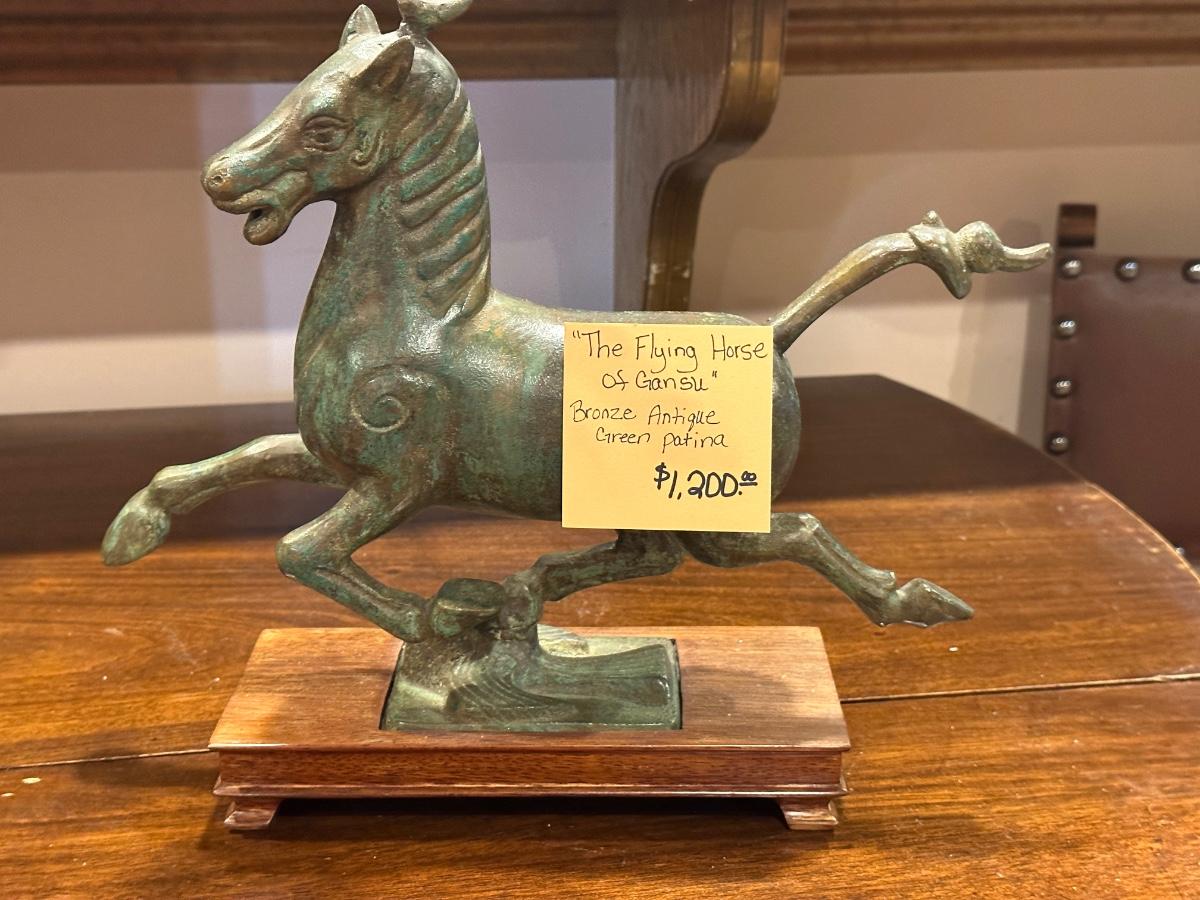 "The Flying Horse
of Gansu"
Bronze Antique
Green patina
$1,200.00